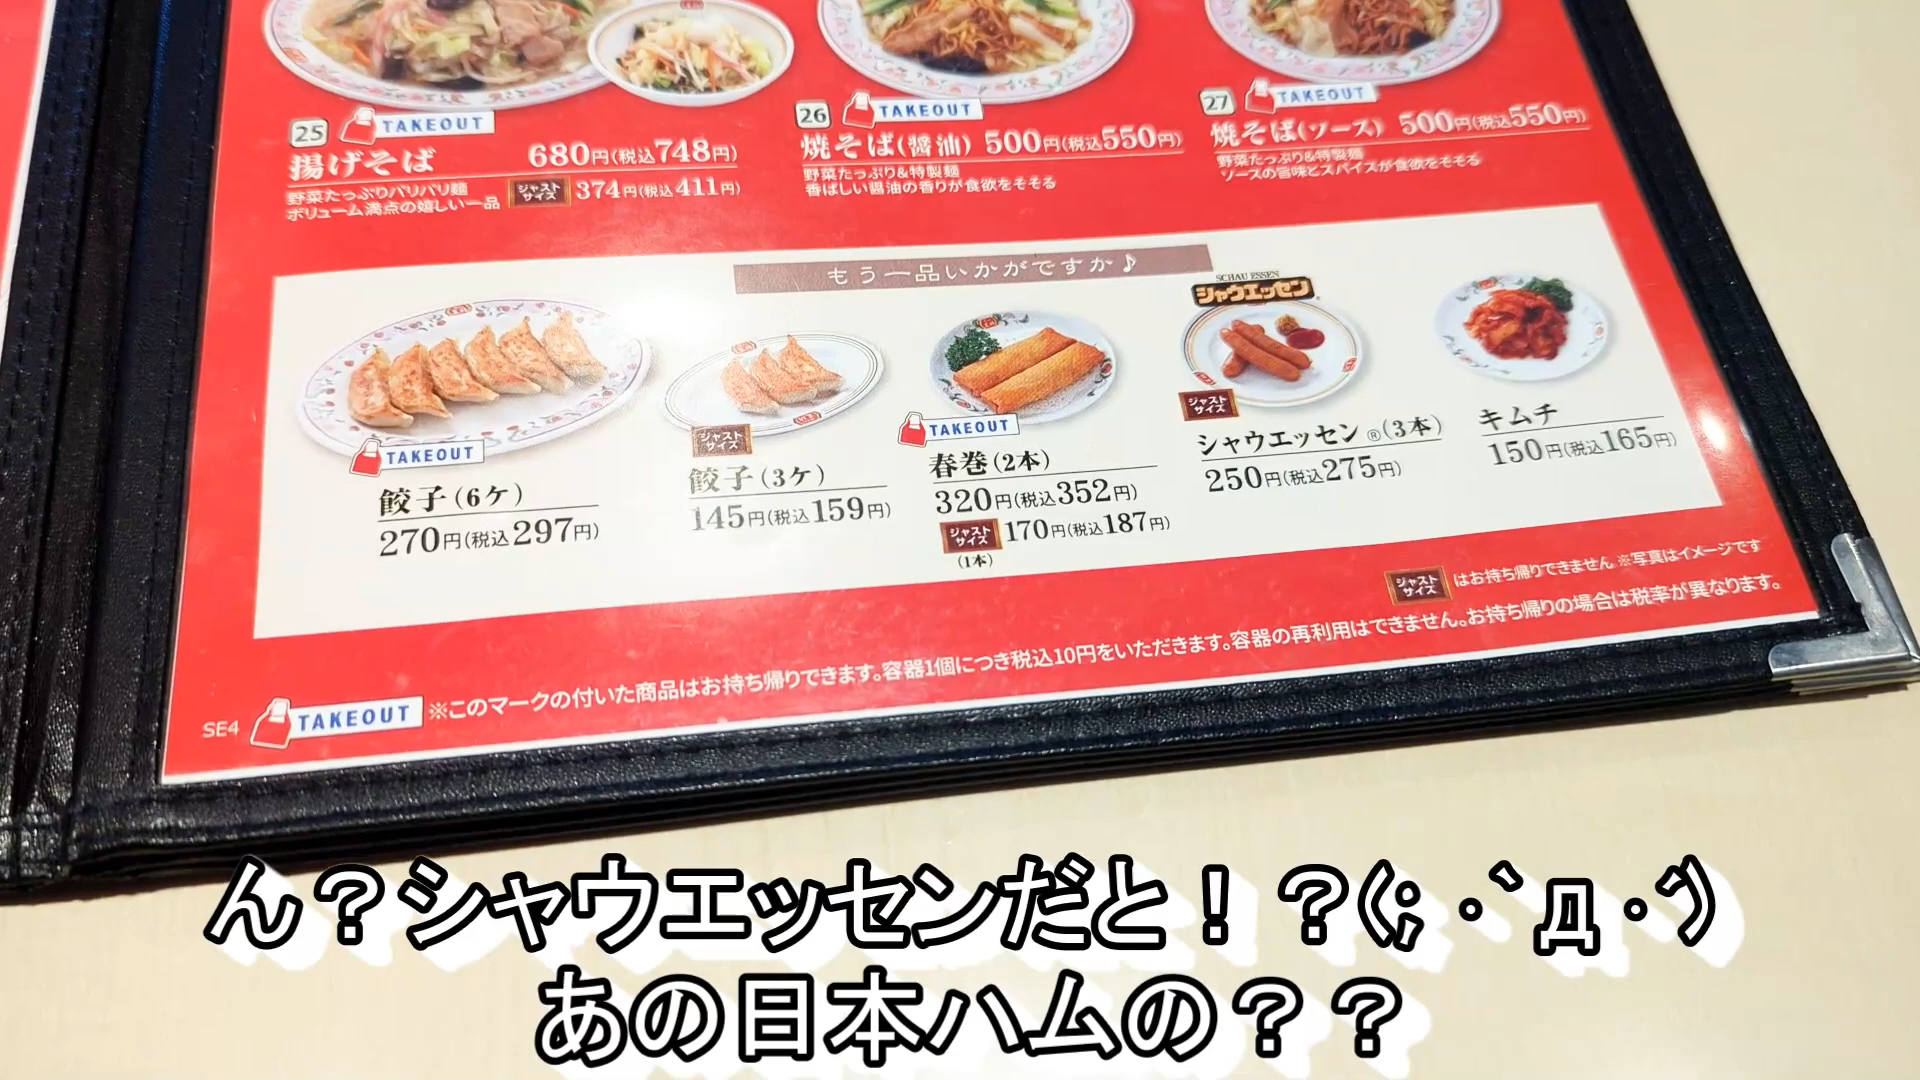 25 TAKEOUT
揚げそば 680円(税込748円)
野菜たっぷりパリパリ麺
ボリューム満点の嬉しい一品
ジャストサイズ 374円(税込411円)
26 TAKEOUT
焼そば(醤油) 500円(税込550円)
野菜たっぷり&特製麺
香ばしい醤油の香りが食欲をそそる
27 TAKEOUT
焼そば(ソース) 500円(税込550円)
野菜たっぷり&特製麺
ソースの旨味とスパイスが食欲をそそる
もう一品いかがですか♪
TAKEOUT
餃子(6ケ)
270円(税込297円)
ジャストサイズ
餃子(3ケ)
145円(税込159円)
TAKEOUT
春巻(2本)
320円(税込352円)
ジャストサイズ 170円(税込187円)
(1本)
SCHAU ESSEN
シャウエッセン®
ジャストサイズ
シャウエッセン®(3本)
250円(税込275円)
キムチ
150円(税込165円)
ジャストサイズ はお持ち帰りできません ※写真はイメージです
SE4 TAKEOUT ※このマークの付いた商品はお持ち帰りできます。容器1個につき税込10円をいただきます。容器の再利用はできません。お持ち帰りの場合は税率が異なります。
ん?シャウエッセンだと!?(; ・`д・´)
あの日本ハムの??